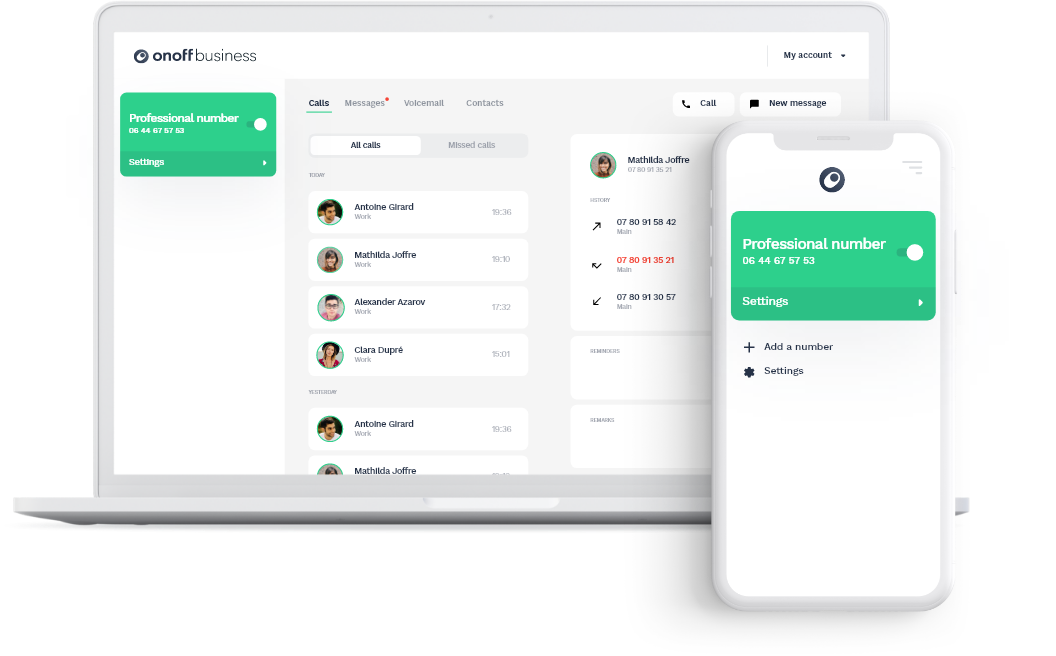 onoff business
My account
Professional number
06 44 67 57 53
Settings
Calls
Messages
Voicemail
Contacts
Call
New message
All calls
Missed calls
TODAY
Antoine Girard
Work
19:36
Mathilda Joffre
Work
19:10
Alexander Azarov
Work
17:32
Clara Dupré
Work
15:01
YESTERDAY
Antoine Girard
Work
19:36
Mathilda Joffre
Mathilda Joffre
07 80 91 35 21
HISTORY
07 80 91 58 42
Main
07 80 91 35 21
Main
07 80 91 30 57
Main
REMINDERS
REMARKS
Professional number
06 44 67 57 53
Settings
Add a number
Settings